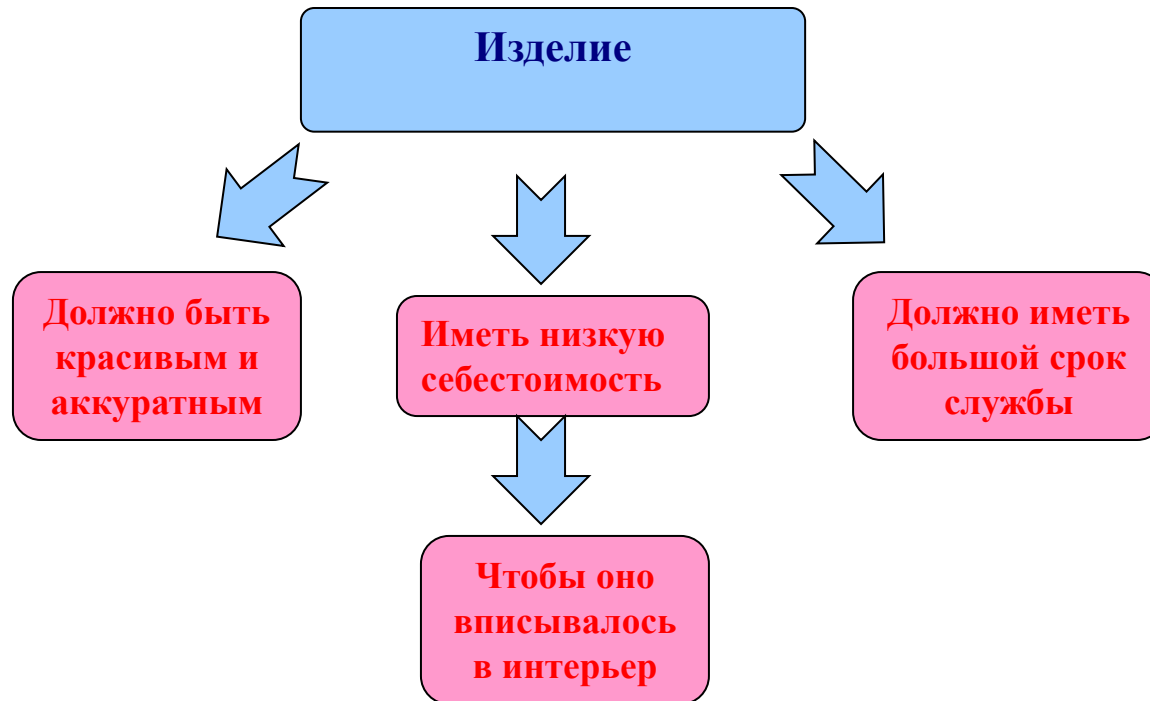 Изделие
Должно быть
красивым и
аккуратным
Иметь низкую
себестоимость
Должно иметь
большой срок
службы
Чтобы оно
вписывалось
в интерьер